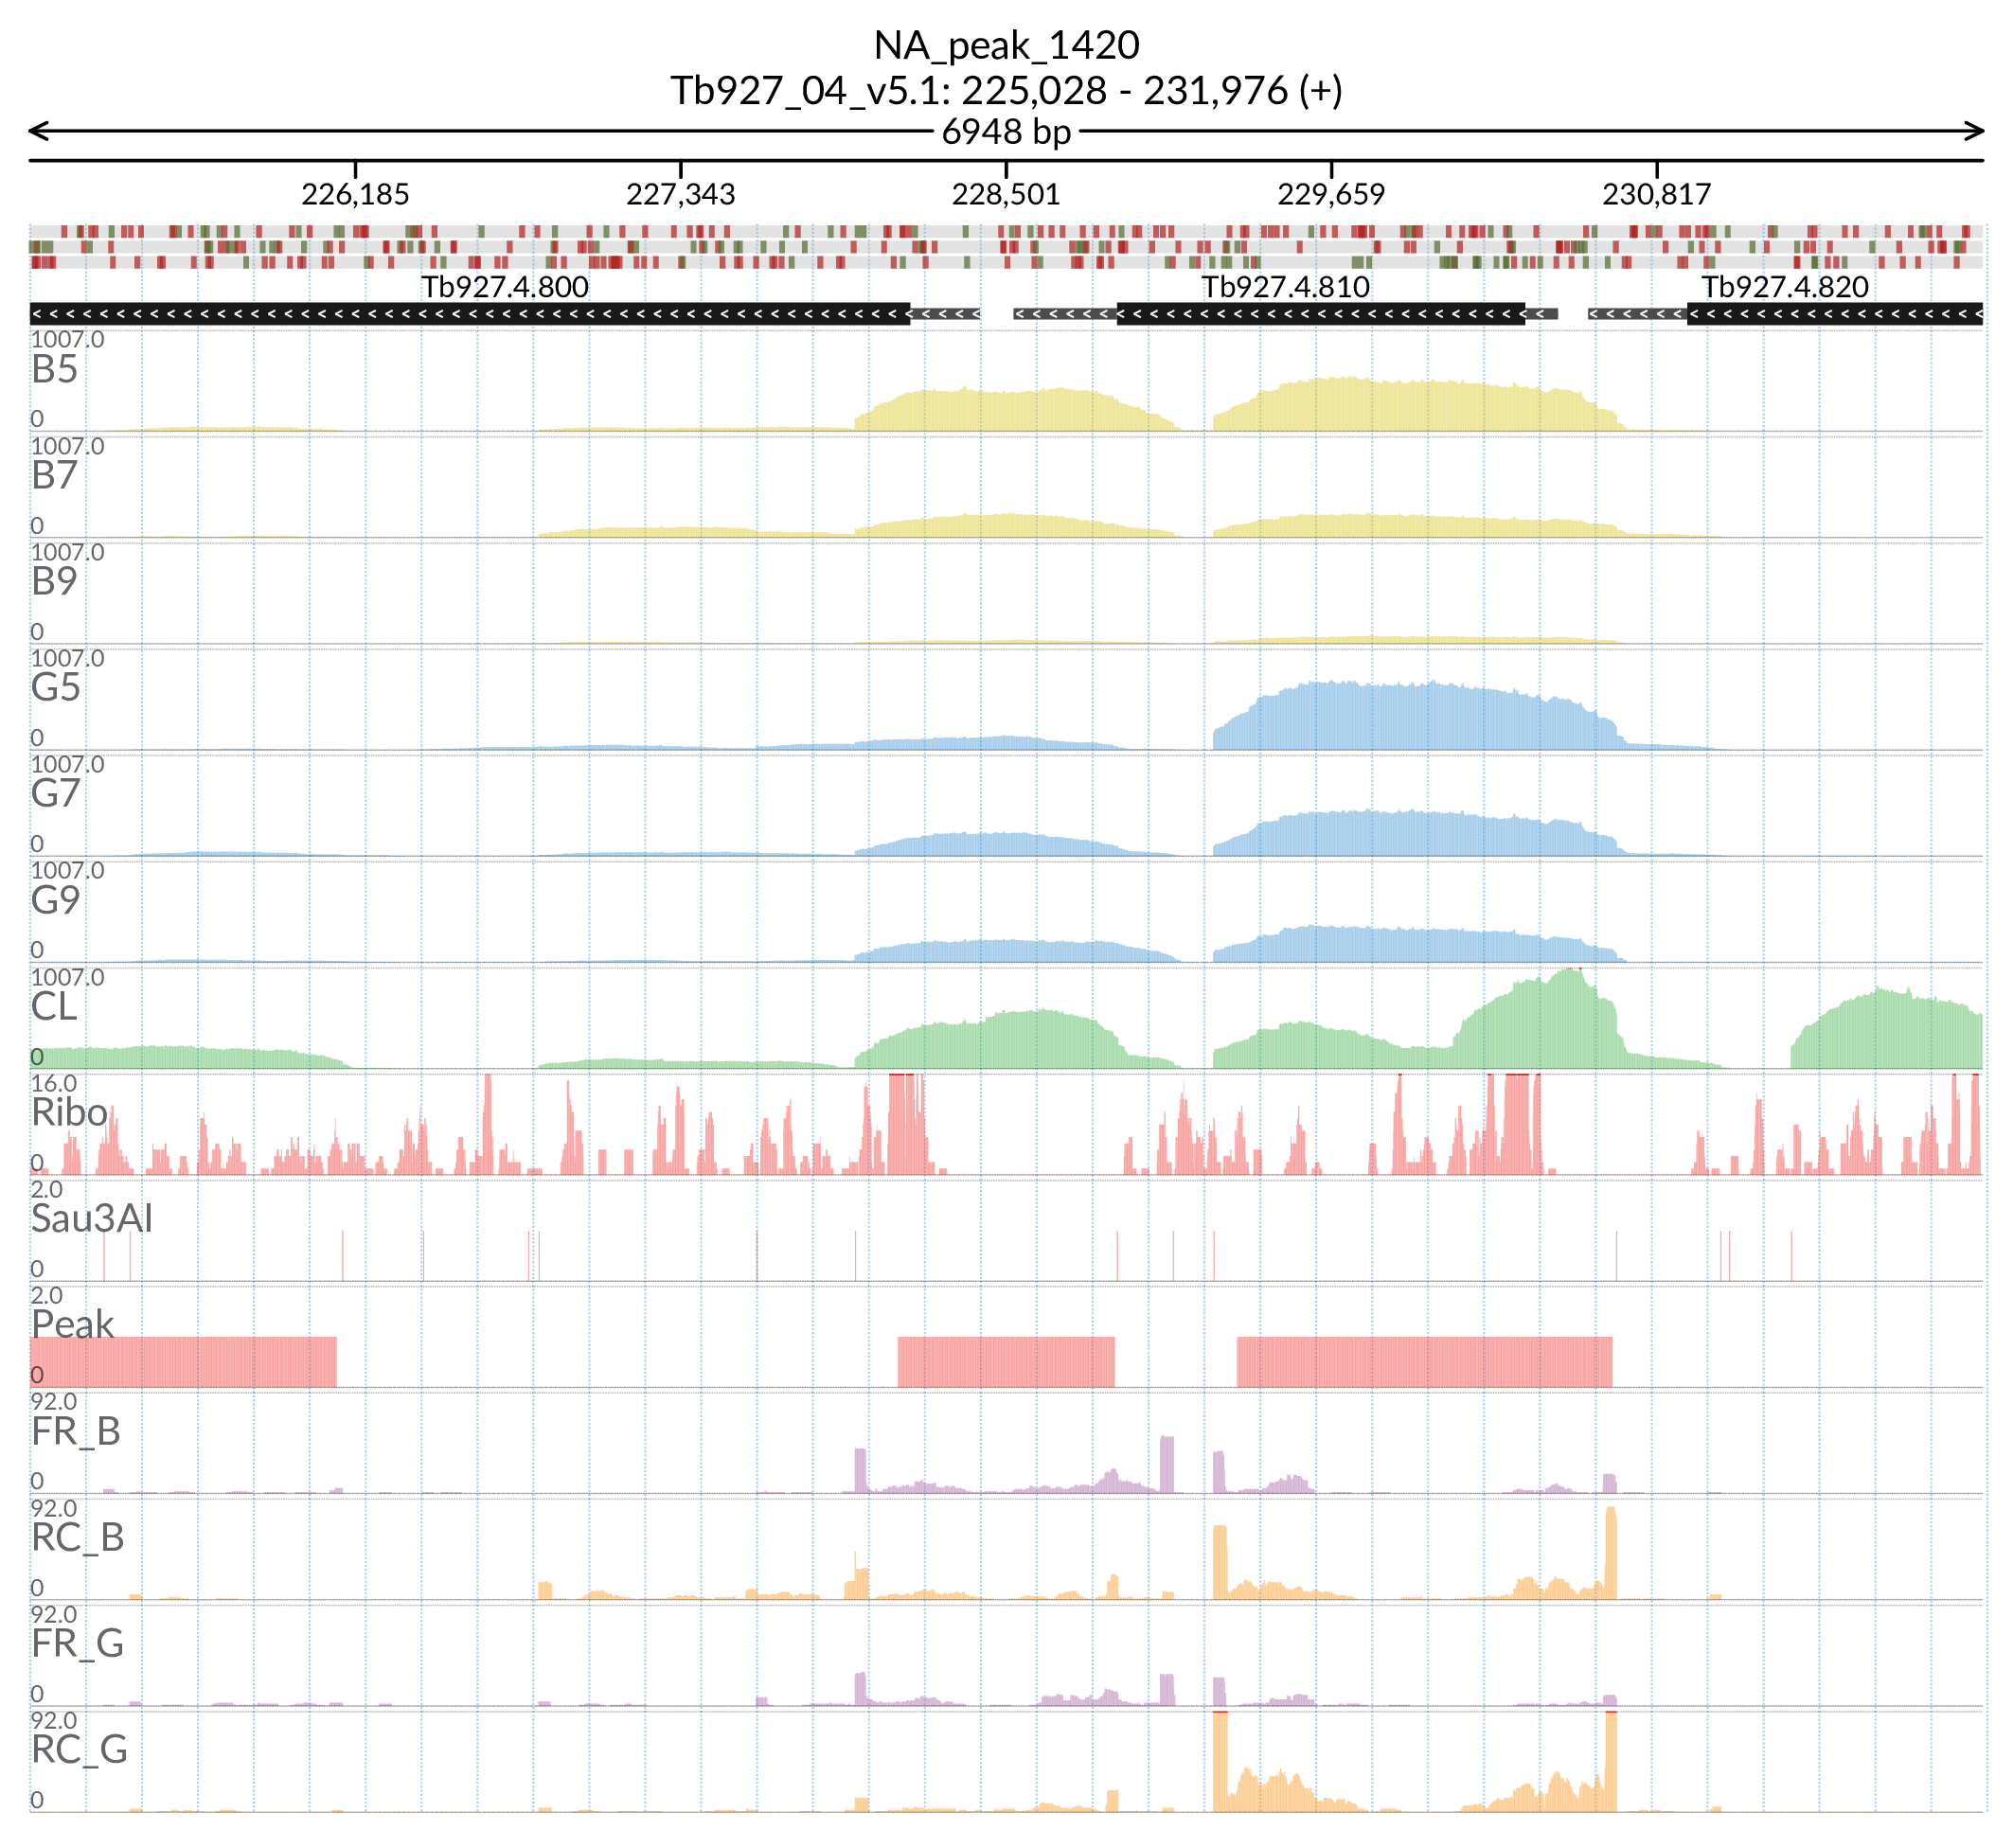 NA_peak_1420
Tb927_04_v5.1: 225,028 - 231,976 (+)
6948 bp
226,185 227,343 228,501 229,659 230,817
Tb927.4.800 Tb927.4.810 Tb927.4.820
1007.0
B5
0
1007.0
B7
0
1007.0
B9
0
1007.0
G5
0
1007.0
G7
0
1007.0
G9
0
1007.0
CL
0
16.0
Ribo
0
2.0
Sau3AI
0
2.0
Peak
0
92.0
FR_B
0
92.0
RC_B
0
92.0
FR_G
0
92.0
RC_G
0